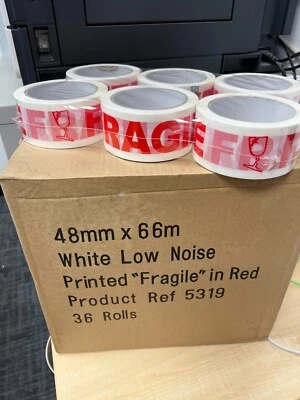 FRAGILE
48mm x 66m
White Low Noise
Printed "Fragile" in Red
Product Ref 5319
36 Rolls